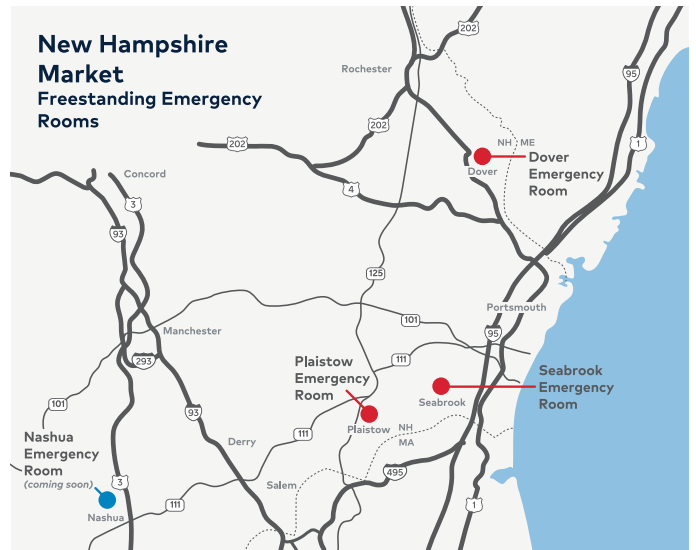 New Hampshire
Market
Freestanding Emergency
Rooms
202
95
Rochester
202
1
202
NH ME
Dover
Dover
Emergency
Room
Concord
4
3
93
125
Portsmouth
101
95
Manchester
111
293
Plaistow
Emergency
Room
Seabrook
Emergency
Room
Seabrook
101
93
Plaistow
NH
MA
111
Derry
Nashua
Emergency
Room
(coming soon)
495
3
Salem
111
1
Nashua